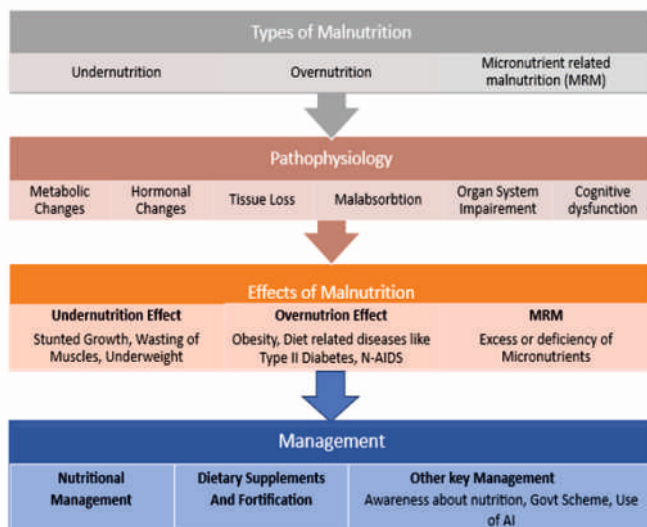 Types of Malnutrition
Undernutrition
Overnutrition
Micronutrient related
malnutrition (MRM)
Pathophysiology
Metabolic
Changes
Hormonal
Changes
Tissue Loss
Malabsorbtion
Organ System
Impairement
Cognitive
dysfunction
Effects of Malnutrition
Undernutrition Effect
Stunted Growth, Wasting of
Muscles, Underweight
Overnutrion Effect
Obesity, Diet related diseases like
Type II Diabetes, N-AIDS
MRM
Excess or deficiency of
Micronutrients
Management
Nutritional
Management
Dietary Supplements
And Fortification
Other key Management
Awareness about nutrition, Govt Scheme, Use
of AI